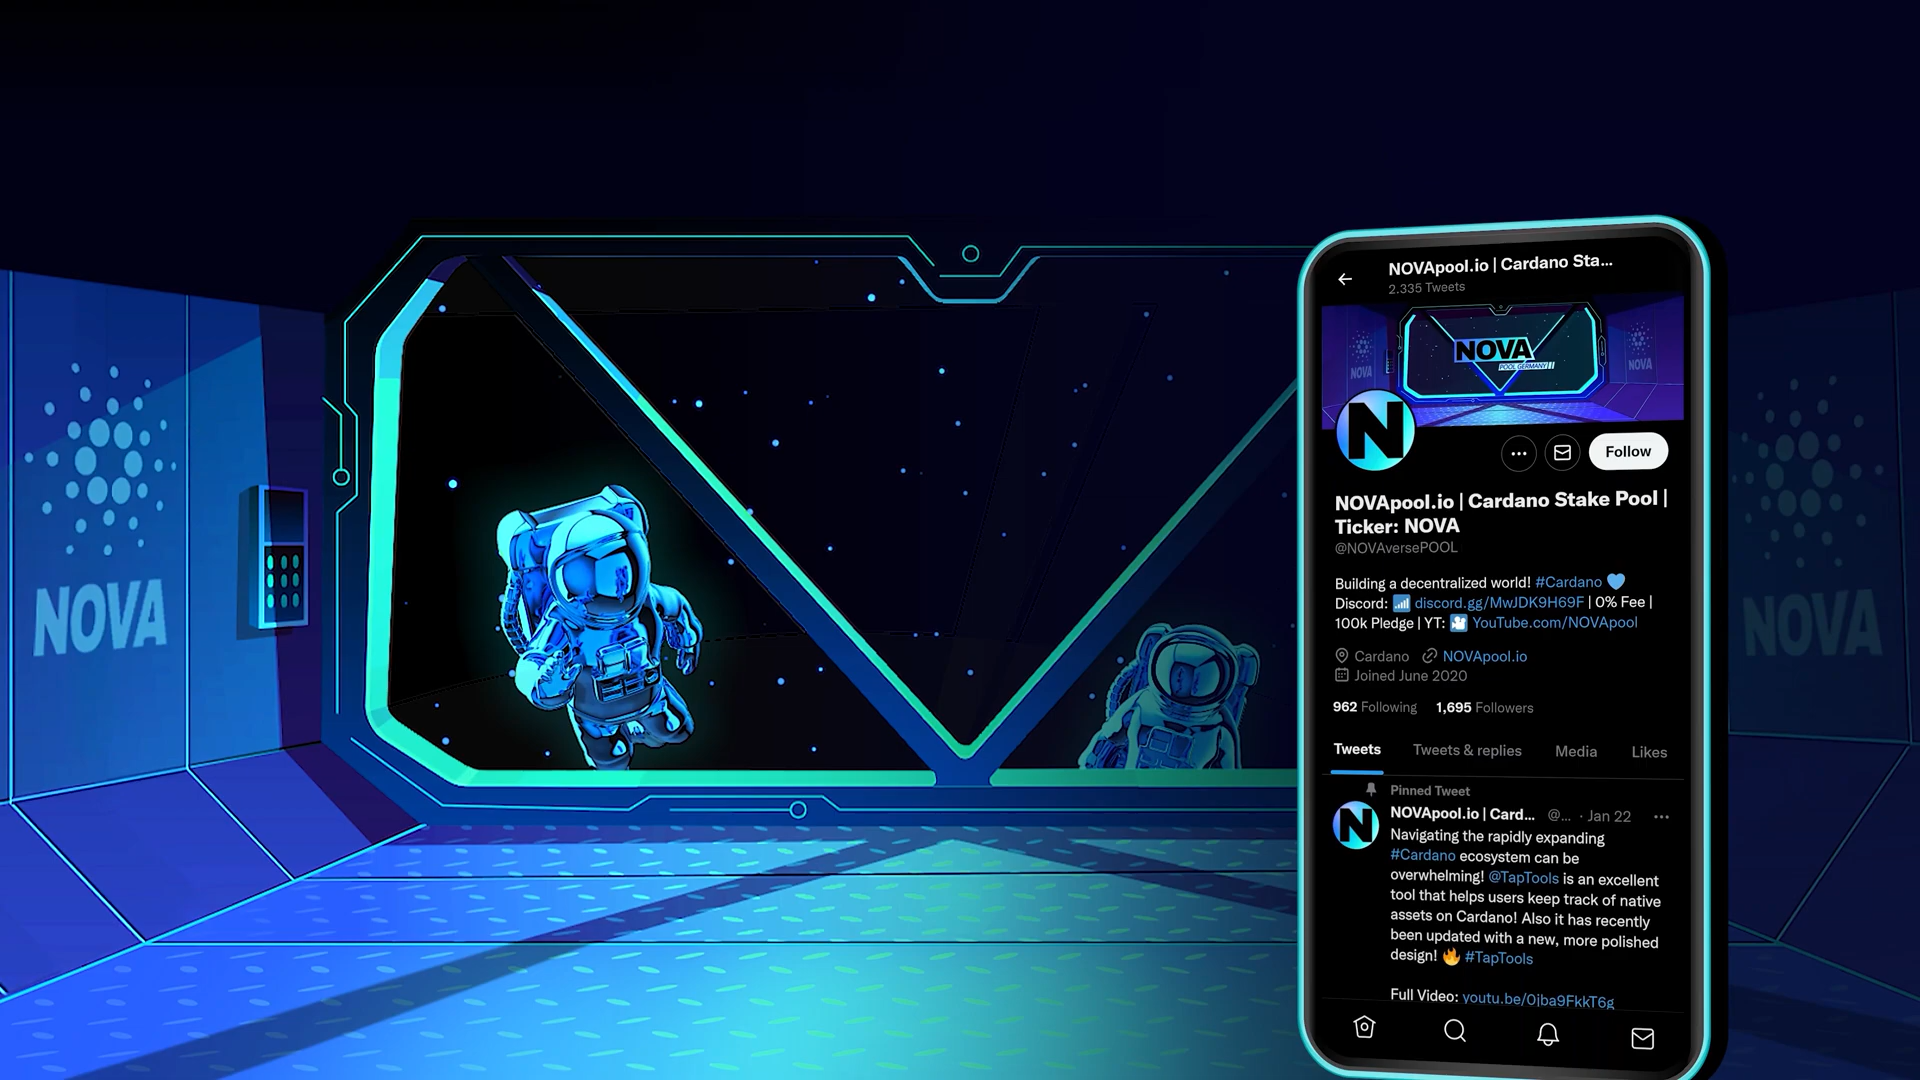 NOVA
NOVApool.io | Cardano Sta...
2.335 Tweets
NOVA
NOVA
POOL GERMANY
NOVA
N
Follow
NOVApool.io | Cardano Stake Pool |
Ticker: NOVA
@NOVAversePOOL
Building a decentralized world! #Cardano 💙
Discord: 📶 discord.gg/MwJDK9H69F | 0% Fee |
100k Pledge | YT: 🎦 YouTube.com/NOVApool
Cardano NOVApool.io
Joined June 2020
962 Following 1,695 Followers
Tweets Tweets & replies Media Likes
Pinned Tweet
N
NOVApool.io | Card... @... · Jan 22
Navigating the rapidly expanding
#Cardano ecosystem can be
overwhelming! @TapTools is an excellent
tool that helps users keep track of native
assets on Cardano! Also it has recently
been updated with a new, more polished
design! 🔥 #TapTools
Full Video: youtu.be/0jba9FkkT6g
NOVA